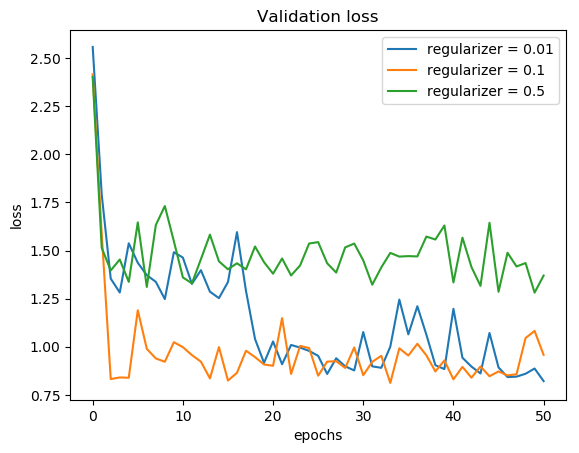 Validation loss
regularizer = 0.01
regularizer = 0.1
regularizer = 0.5
loss
2.50
2.25
2.00
1.75
1.50
1.25
1.00
0.75
0
10
20
30
40
50
epochs